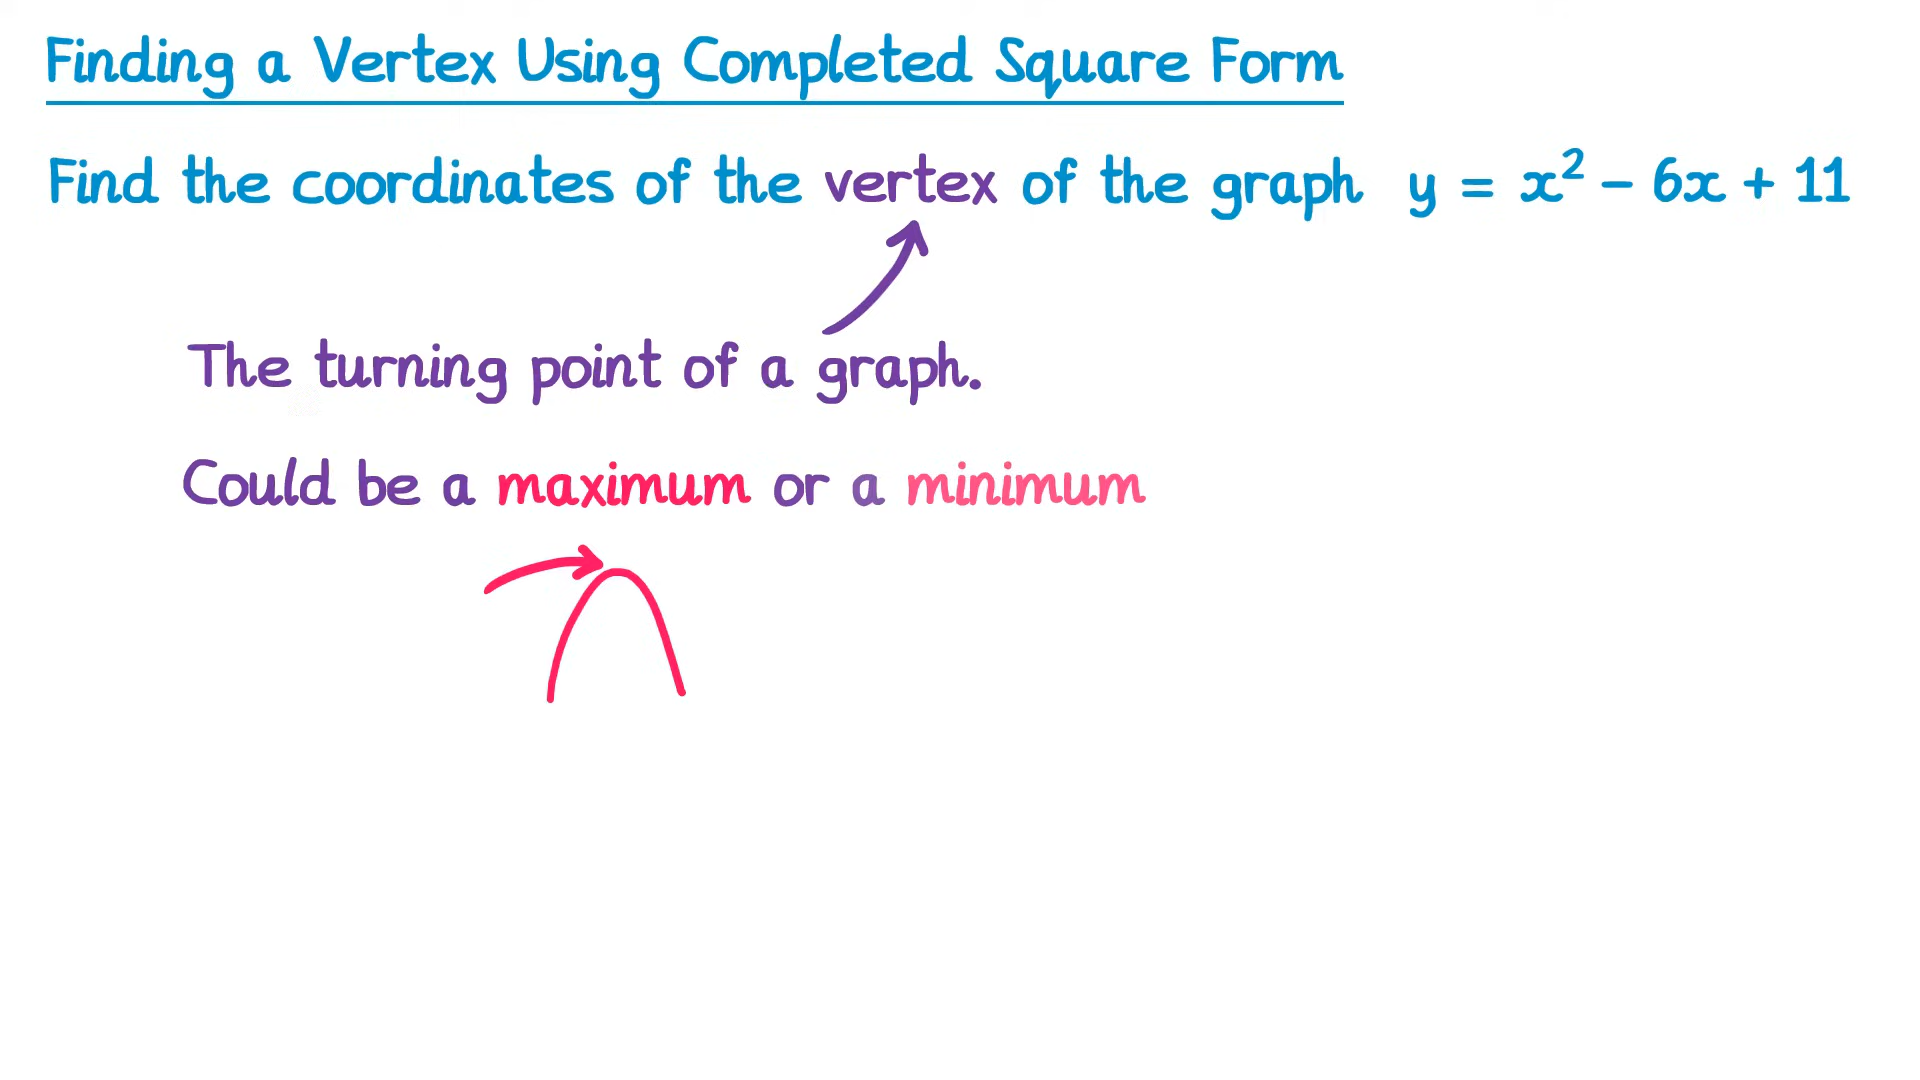 Finding a Vertex Using Completed Square Form
Find the coordinates of the vertex of the graph y = x² – 6x + 11
The turning point of a graph.
Could be a maximum or a minimum